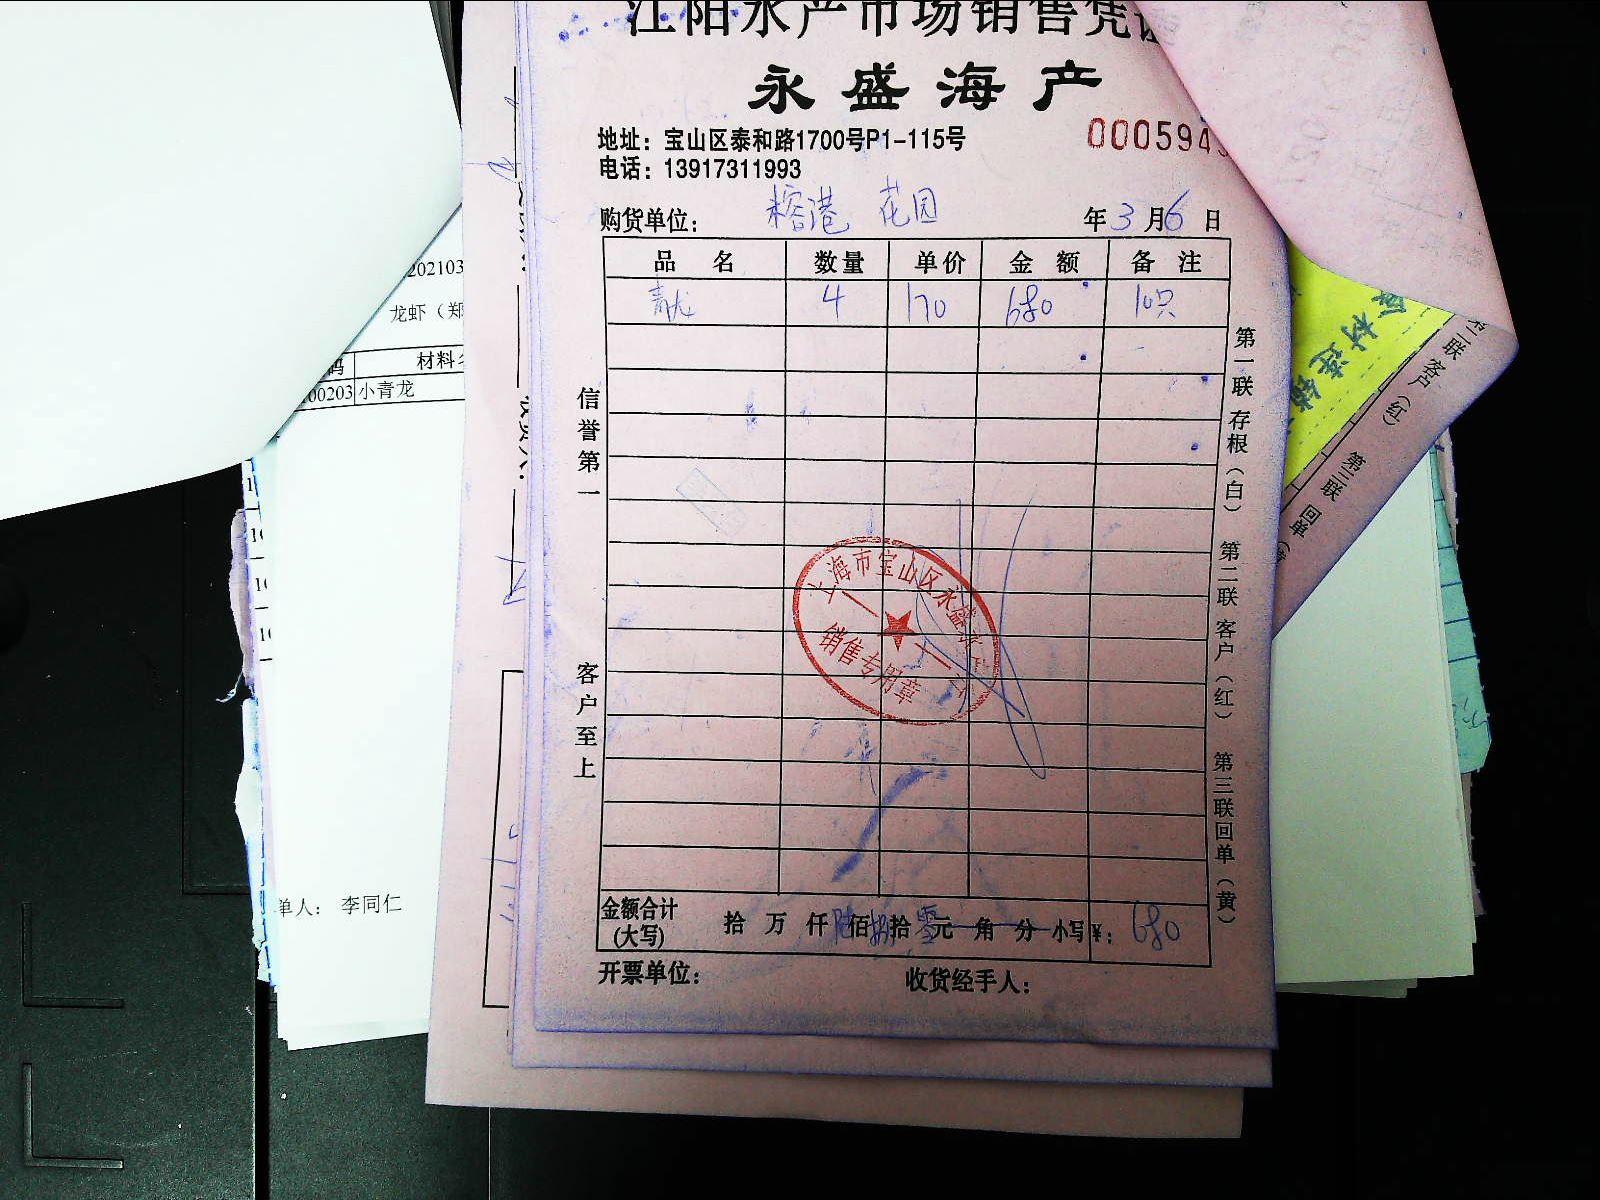 江阳水产市场销售凭
永盛海产
地址：宝山区泰和路1700号P1-115号
000594
电话：13917311993
购货单位： 榕港 花园 年3月6日
品名 数量 单价 金额 备注
青龙 4 170 680 10只
信誉第一
客户至上
第一联存根（白） 第二联客户（红） 第三联回单（黄）
上海市宝山区永盛
销售专用章
金额合计(大写) 拾 万 仟 陆佰捌拾零元 角 分 小写¥：680
开票单位： 收货经手人：
202103
龙虾（郑
码 材料
00203 小青龙
单人： 李同仁
二联 客户（红）
第三联 回单